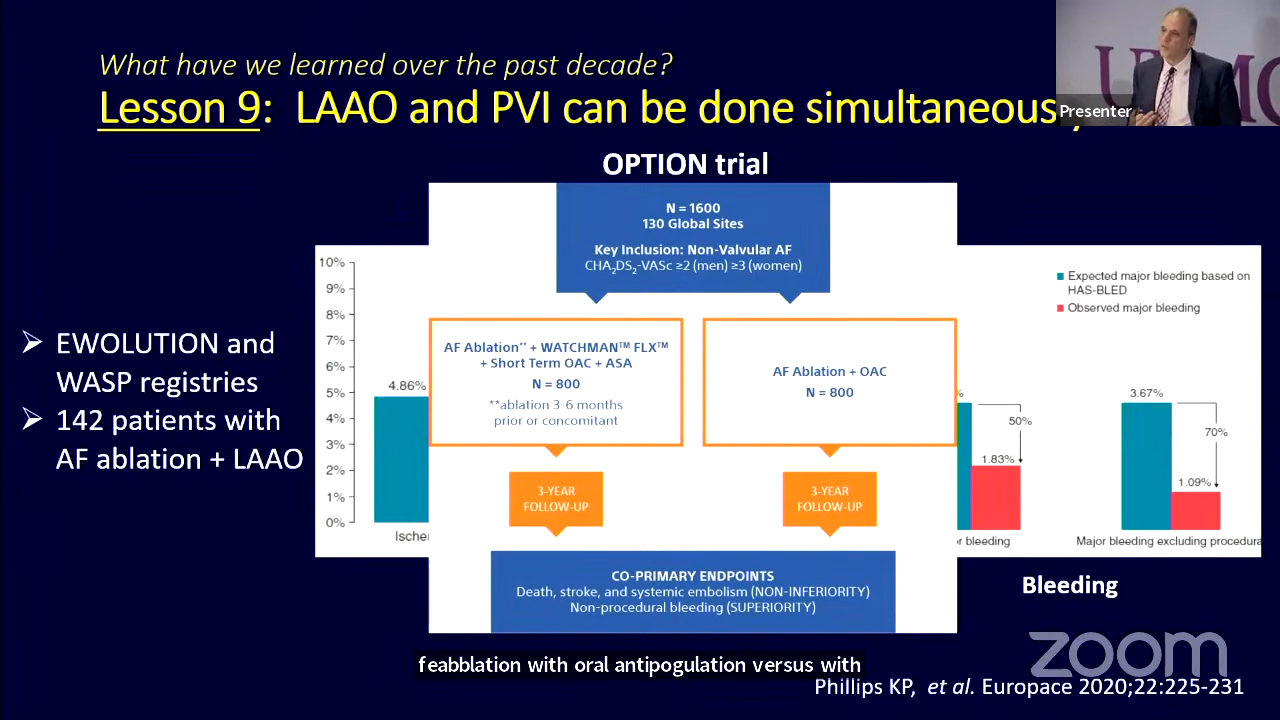 What have we learned over the past decade?
Lesson 9: LAAO and PVI can be done simultaneous
Presenter
OPTION trial
N = 1600
130 Global Sites
Key Inclusion: Non-Valvular AF
CHA2DS2-VASc ≥2 (men) ≥3 (women)
AF Ablation** + WATCHMAN™ FLX™
+ Short Term OAC + ASA
N = 800
**ablation 3-6 months
prior or concomitant
AF Ablation + OAC
N = 800
3-YEAR
FOLLOW-UP
3-YEAR
FOLLOW-UP
CO-PRIMARY ENDPOINTS
Death, stroke, and systemic embolism (NON-INFERIORITY)
Non-procedural bleeding (SUPERIORITY)
EWOLUTION and
WASP registries
142 patients with
AF ablation + LAAO
10%
9%
8%
7%
6%
5%
4%
3%
2%
1%
0%
4.86%
Ischer
Expected major bleeding based on
HAS-BLED
Observed major bleeding
%
50%
1.83%
3.67%
70%
1.09%
r bleeding
Major bleeding excluding procedura
Bleeding
feabblation with oral antipogulation versus with
zoom
Phillips KP, et al. Europace 2020;22:225-231